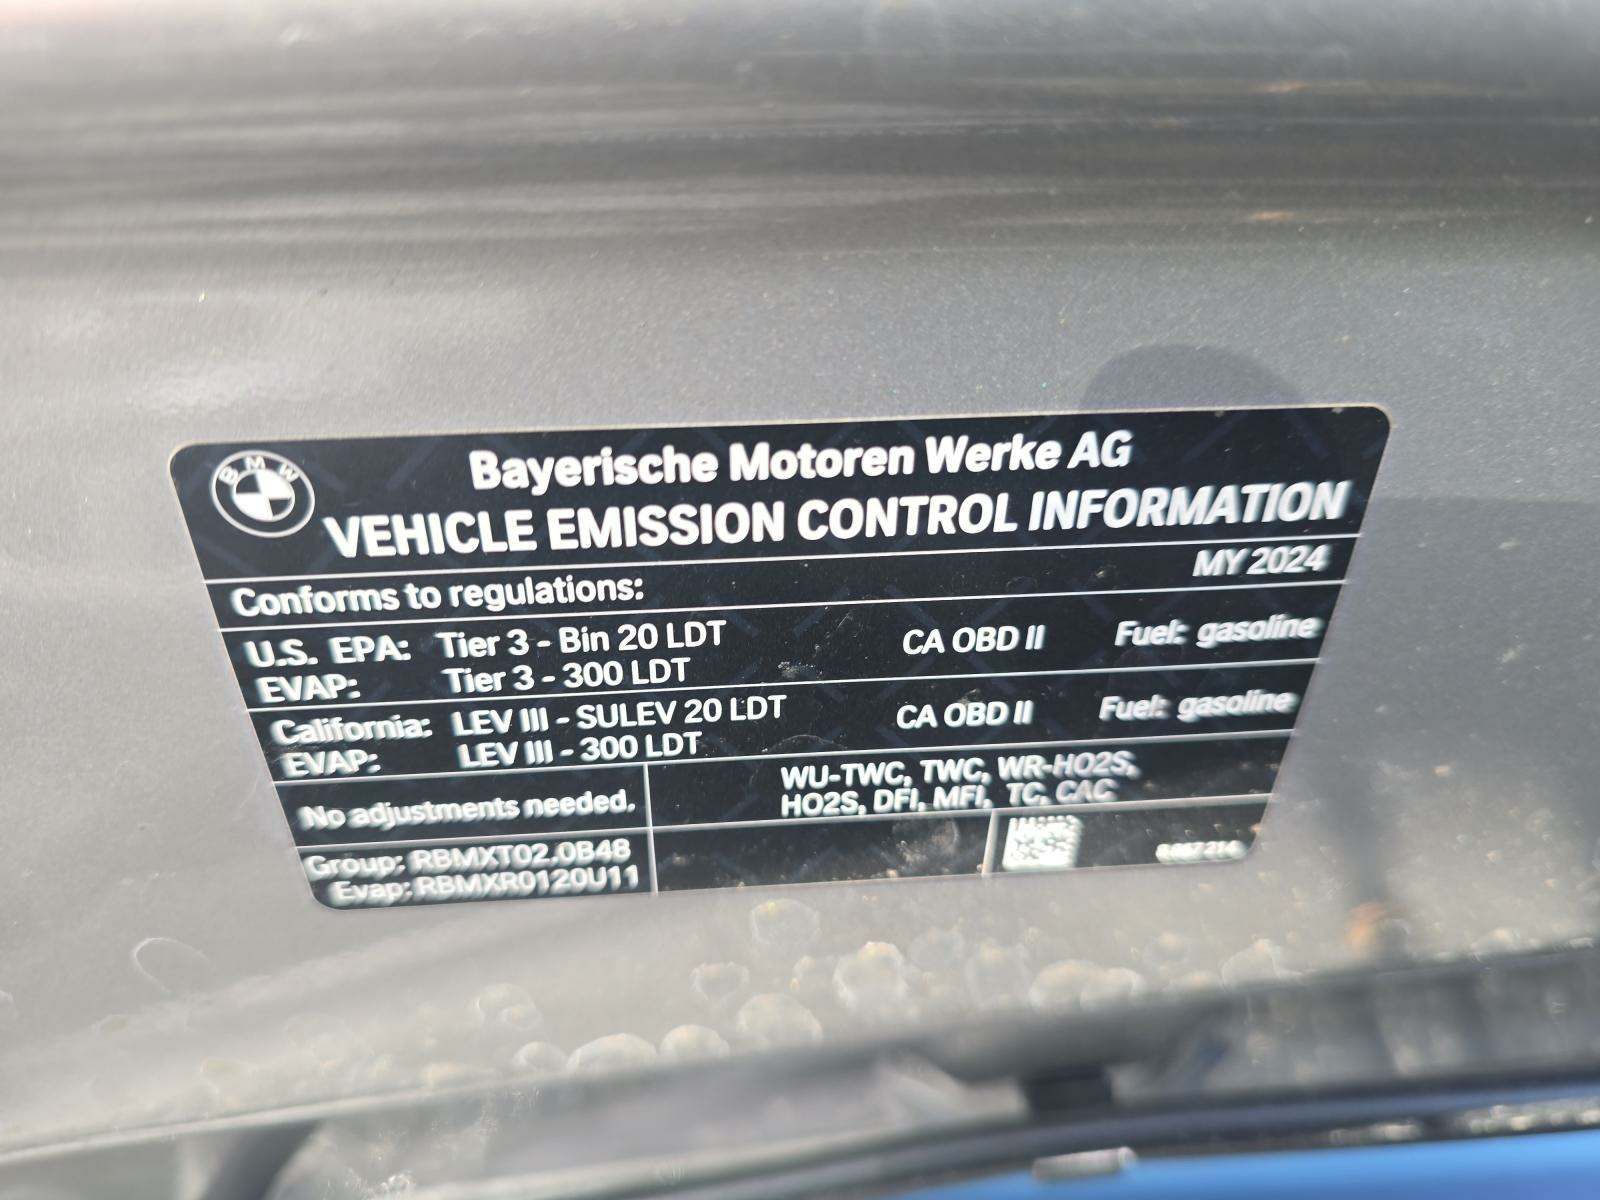 BMW
Bayerische Motoren Werke AG
VEHICLE EMISSION CONTROL INFORMATION
Conforms to regulations: MY 2024
U.S. EPA: Tier 3 - Bin 20 LDT CA OBD II Fuel: gasoline
EVAP: Tier 3 - 300 LDT
California: LEV III - SULEV 20 LDT CA OBD II Fuel: gasoline
EVAP: LEV III - 300 LDT
No adjustments needed.
WU-TWC, TWC, WR-HO2S,
HO2S, DFI, MFI, TC, CAC
Group: RBMXT02.0B48
Evap: RBMXR0120U11